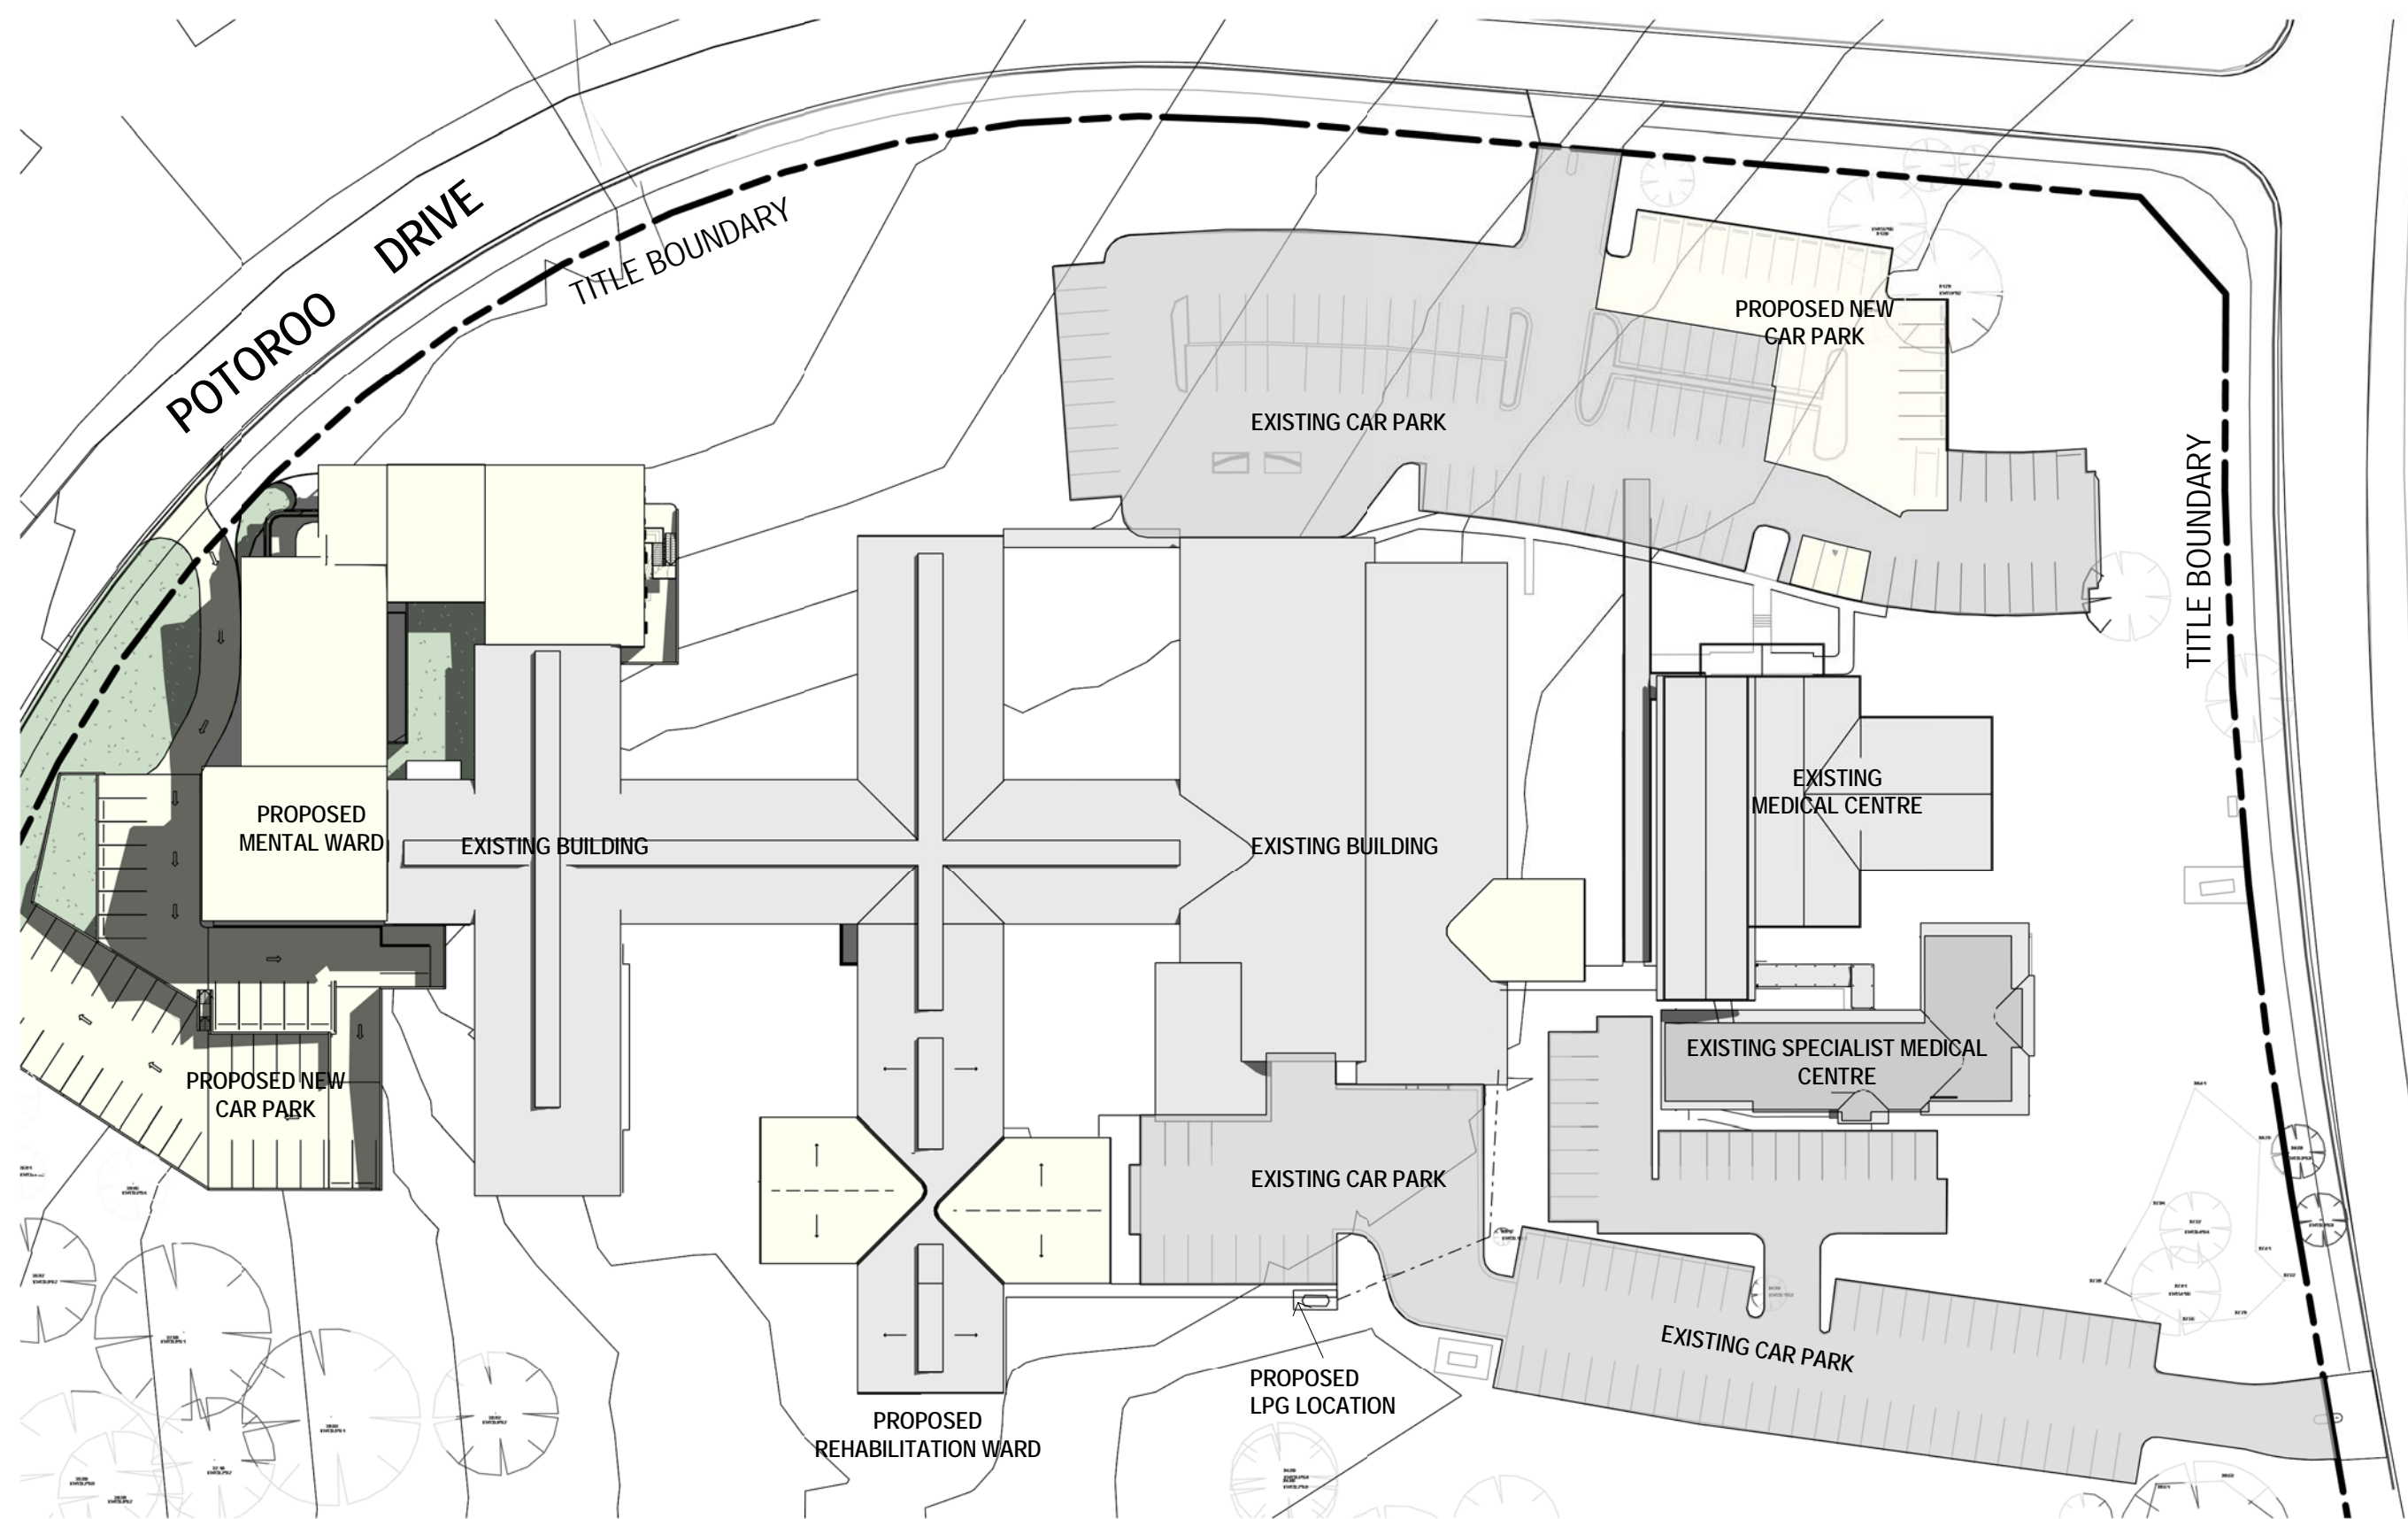 POTOROO DRIVE
TITLE BOUNDARY
PROPOSED NEW
CAR PARK
EXISTING CAR PARK
TITLE BOUNDARY
PROPOSED
MENTAL WARD
EXISTING BUILDING
EXISTING BUILDING
EXISTING
MEDICAL CENTRE
EXISTING SPECIALIST MEDICAL
CENTRE
PROPOSED NEW
CAR PARK
EXISTING CAR PARK
EXISTING CAR PARK
PROPOSED
LPG LOCATION
PROPOSED
REHABILITATION WARD